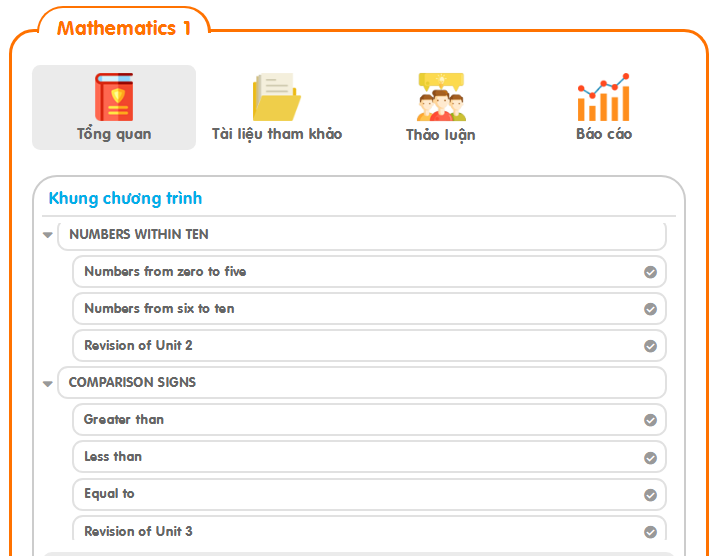 Mathematics 1
Tổng quan
Tài liệu tham khảo
Thảo luận
Báo cáo
Khung chương trình
NUMBERS WITHIN TEN
Numbers from zero to five
Numbers from six to ten
Revision of Unit 2
COMPARISON SIGNS
Greater than
Less than
Equal to
Revision of Unit 3